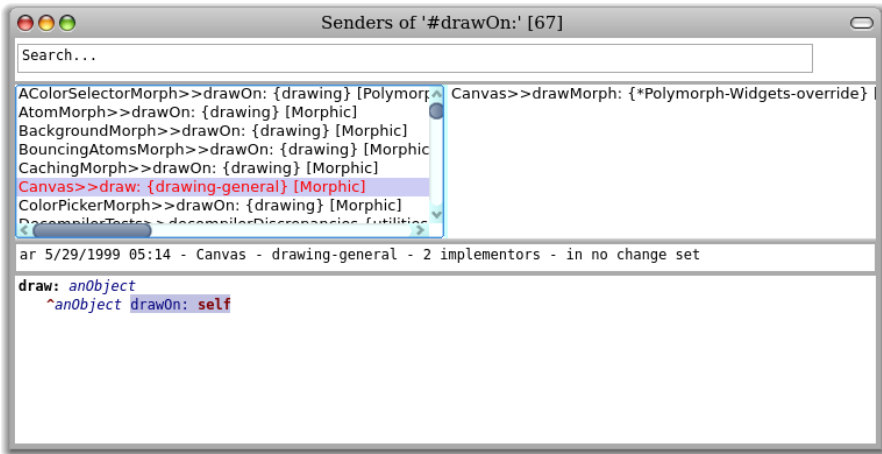 Senders of '#drawOn:' [67]
Search...
AColorSelectorMorph>>drawOn: {drawing} [Polymorp
Canvas>>drawMorph: {*Polymorph-Widgets-override} [
AtomMorph>>drawOn: {drawing} [Morphic]
BackgroundMorph>>drawOn: {drawing} [Morphic]
BouncingAtomsMorph>>drawOn: {drawing} [Morphic
CachingMorph>>drawOn: {drawing} [Morphic]
Canvas>>draw: {drawing-general} [Morphic]
ColorPickerMorph>>drawOn: {drawing} [Morphic]
DecompilerTests>>decompilerDiscrepancies {utilities
ar 5/29/1999 05:14 - Canvas - drawing-general - 2 implementors - in no change set
draw: anObject
^anObject drawOn: self